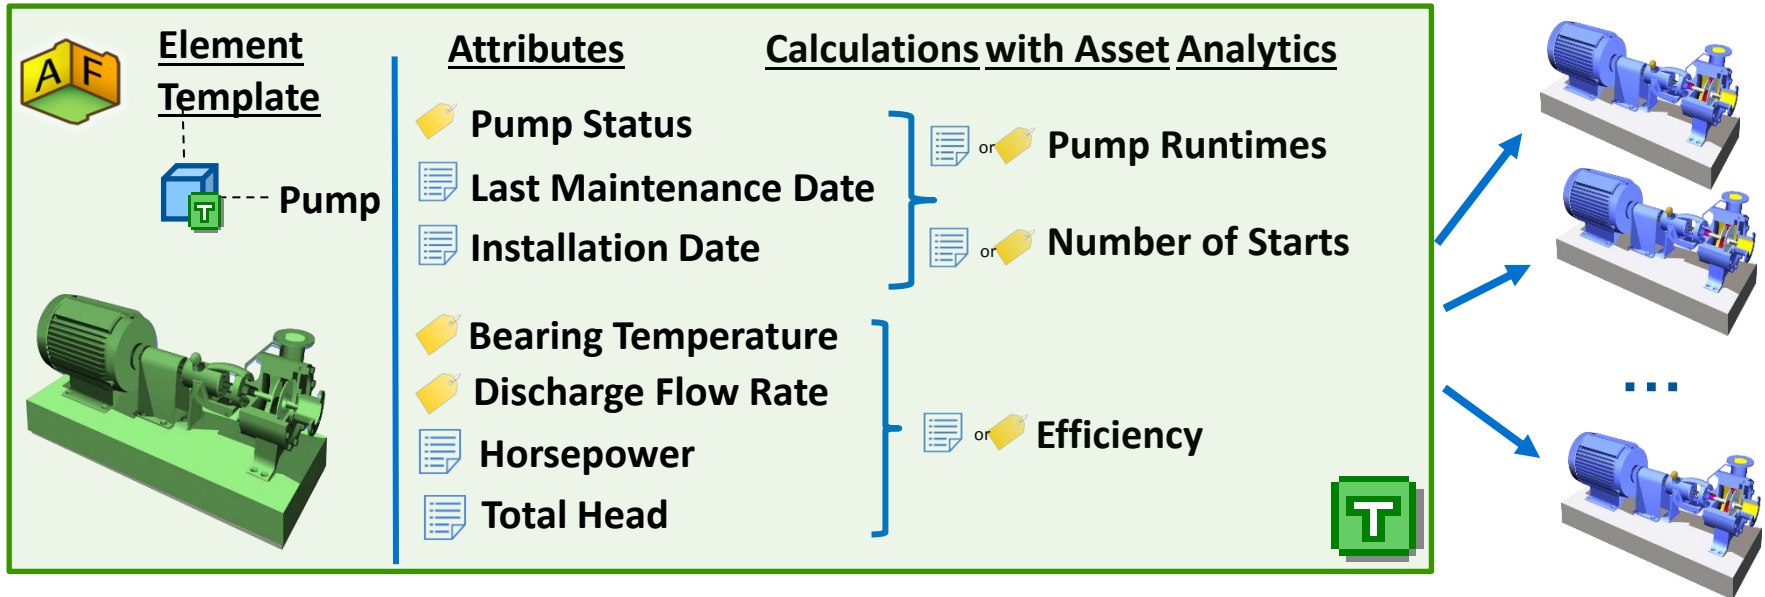 A F
Element
Template
Pump
Attributes
Pump Status
Last Maintenance Date
Installation Date
Bearing Temperature
Discharge Flow Rate
Horsepower
Total Head
Calculations with Asset Analytics
or Pump Runtimes
or Number of Starts
or Efficiency
T
T
...